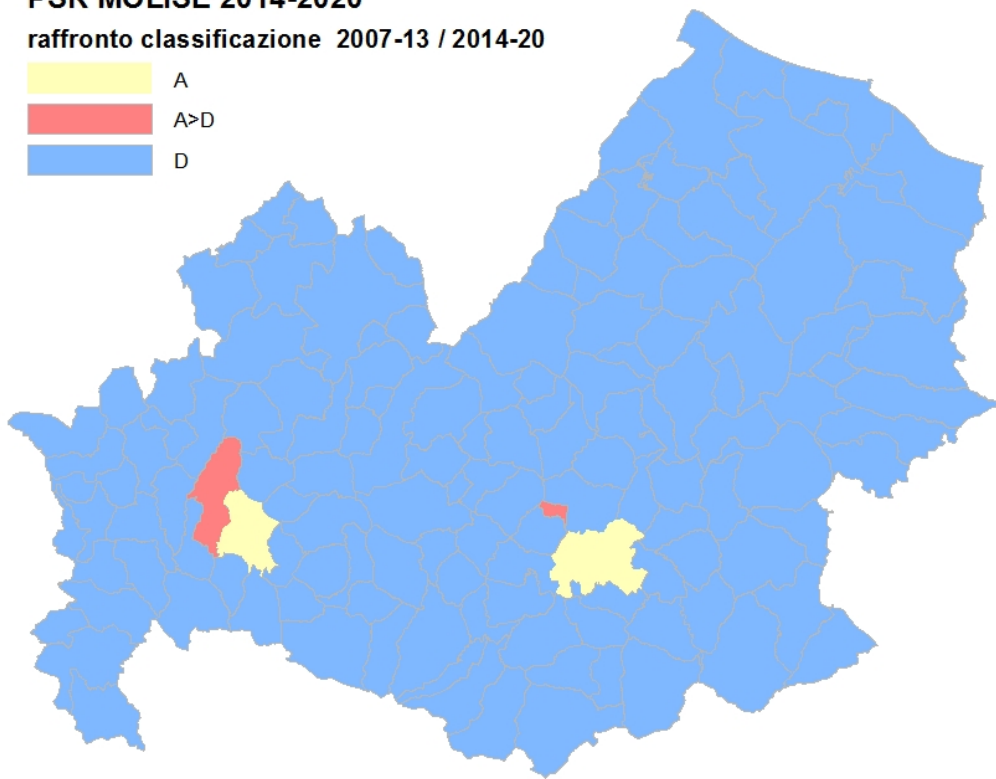 PSR MOLISE 2014-2020
raffronto classificazione 2007-13 / 2014-20
A
A>D
D